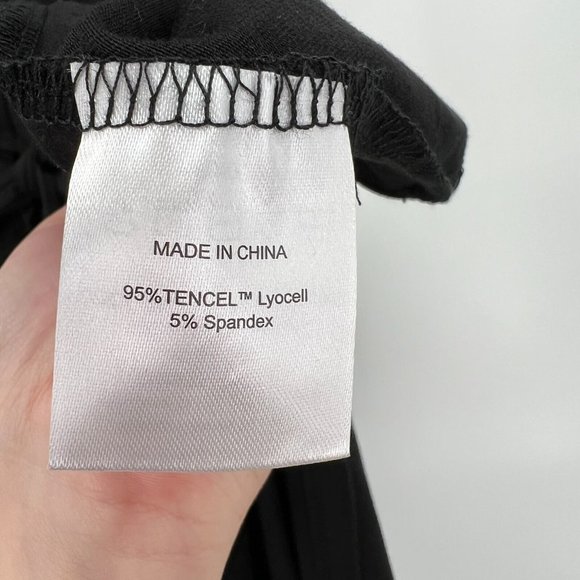 MADE IN CHINA
95%TENCEL™ Lyocell
5% Spandex